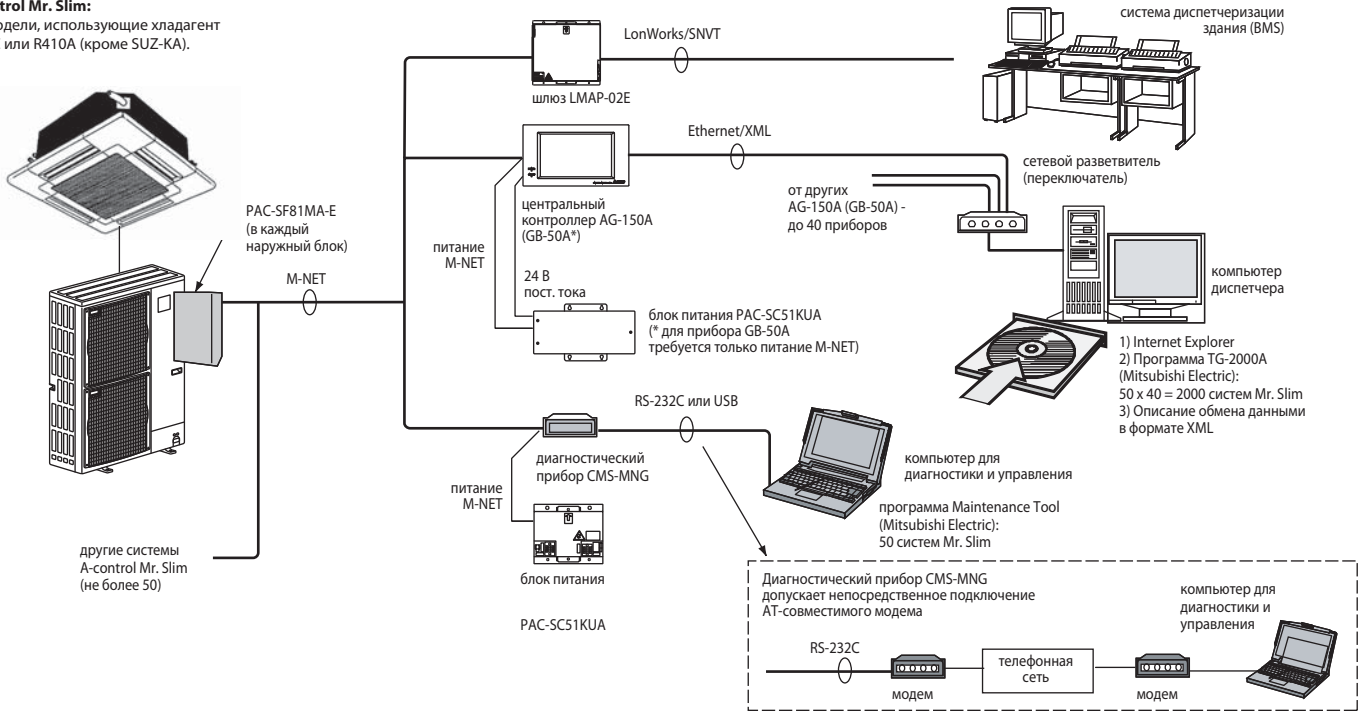 ntrol Mr. Slim:
одели, использующие хладагент
или R410A (кроме SUZ-KA).
PAC-SF81MA-E
(в каждый
наружный блок)
M-NET
другие системы
A-control Mr. Slim
(не более 50)
LonWorks/SNVT
шлюз LMAP-02E
система диспетчеризации
здания (BMS)
Ethernet/XML
центральный
контроллер AG-150A
(GB-50A*)
питание
M-NET
24 В
пост. тока
блок питания PAC-SC51KUA
(* для прибора GB-50A
требуется только питание M-NET)
от других
AG-150A (GB-50A) -
до 40 приборов
сетевой разветвитель
(переключатель)
компьютер
диспетчера
1) Internet Explorer
2) Программа TG-2000A
(Mitsubishi Electric):
50 x 40 = 2000 систем Mr. Slim
3) Описание обмена данными
в формате XML
RS-232C или USB
диагностический
прибор CMS-MNG
питание
M-NET
блок питания
PAC-SC51KUA
компьютер для
диагностики и управления
программа Maintenance Tool
(Mitsubishi Electric):
50 систем Mr. Slim
Диагностический прибор CMS-MNG
допускает непосредственное подключение
АТ-совместимого модема
RS-232C
модем
телефонная
сеть
модем
компьютер для
диагностики и
управления